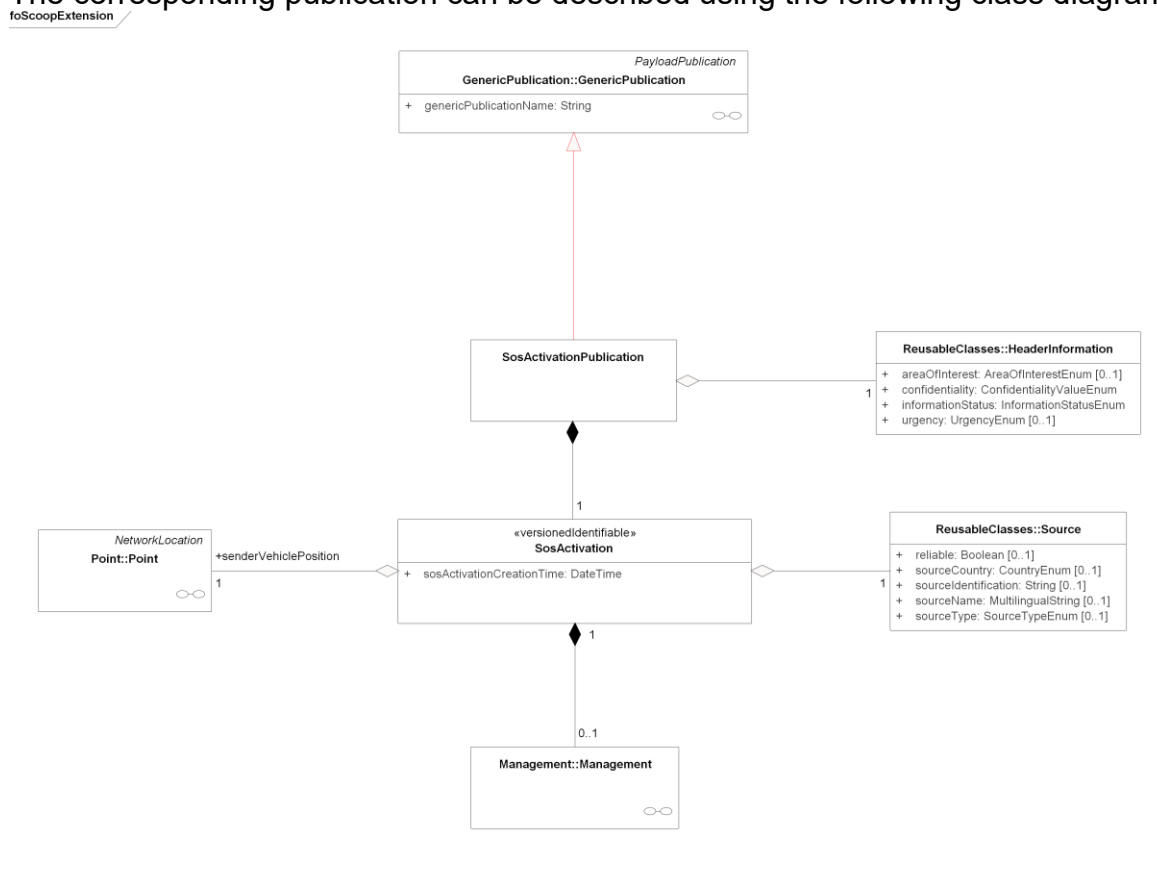 The corresponding publication can be described using the following class diagram
foScoopExtension
PayloadPublication
GenericPublication::GenericPublication
+ genericPublicationName: String
SosActivationPublication
ReusableClasses::HeaderInformation
+ areaOfInterest: AreaOfInterestEnum [0..1]
+ confidentiality: ConfidentialityValueEnum
+ informationStatus: InformationStatusEnum
+ urgency: UrgencyEnum [0..1]
1
1
NetworkLocation
Point::Point
+senderVehiclePosition
1
«versionedIdentifiable»
SosActivation
+ sosActivationCreationTime: DateTime
ReusableClasses::Source
+ reliable: Boolean [0..1]
+ sourceCountry: CountryEnum [0..1]
+ sourceIdentification: String [0..1]
+ sourceName: MultilingualString [0..1]
+ sourceType: SourceTypeEnum [0..1]
1
1
0..1
Management::Management